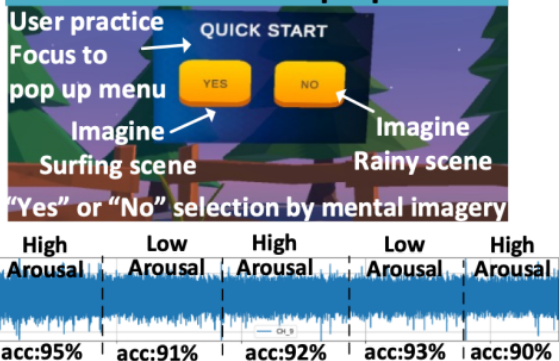 User practice
Focus to
pop up menu
QUICK START
YES
NO
Imagine
Surfing scene
Imagine
Rainy scene
"Yes" or "No" selection by mental imagery
High
Arousal
Low
Arousal
High
Arousal
Low
Arousal
High
Arousal
acc:95%
acc:91%
acc:92%
acc:93%
acc:90%